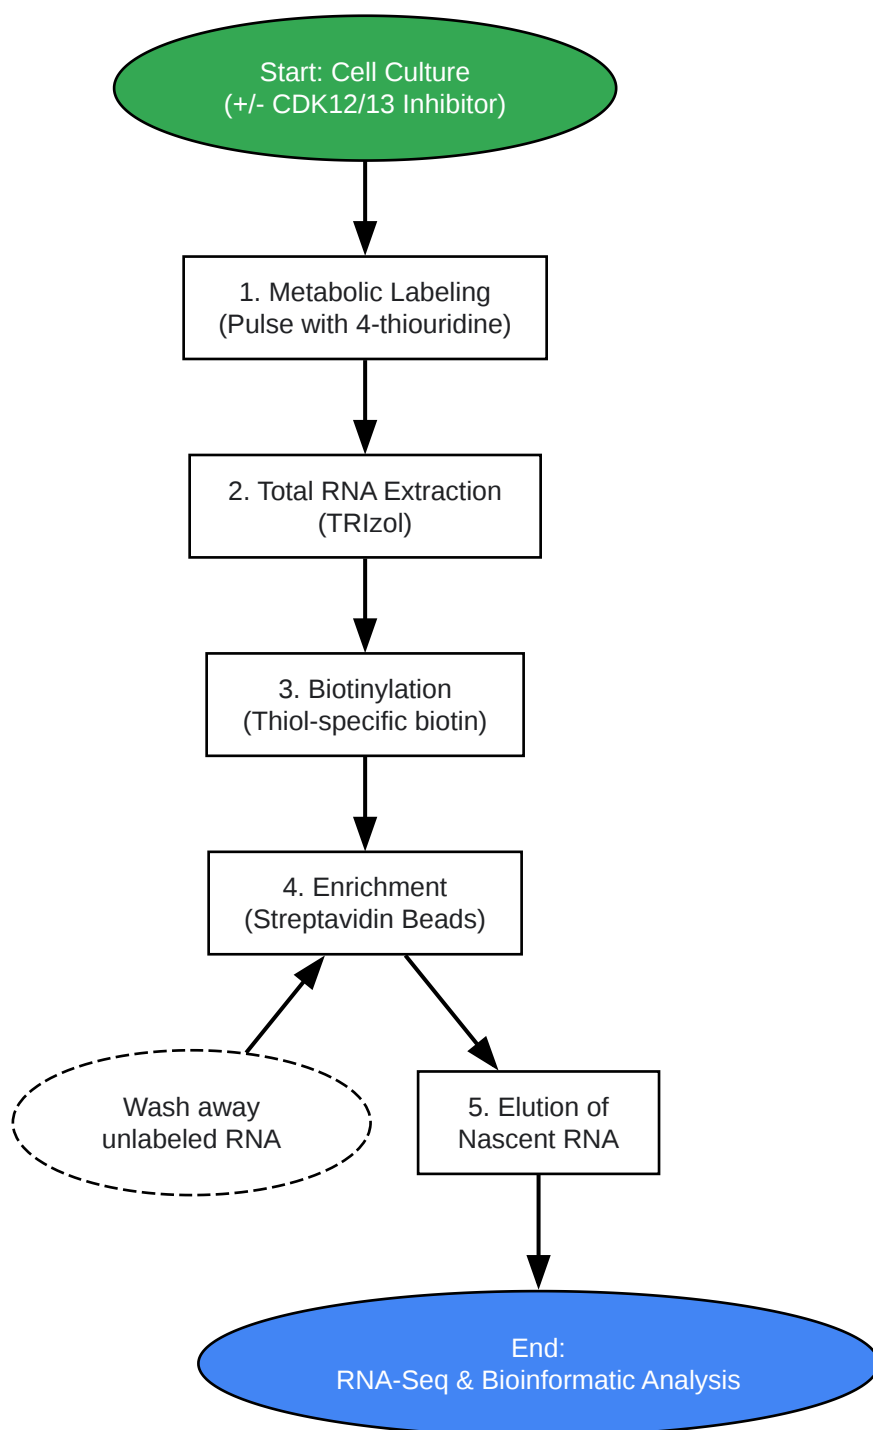 Start: Cell Culture
(+/- CDK12/13 Inhibitor)
1. Metabolic Labeling
(Pulse with 4-thiouridine)
2. Total RNA Extraction
(TRIzol)
3. Biotinylation
(Thiol-specific biotin)
4. Enrichment
(Streptavidin Beads)
Wash away
unlabeled RNA
5. Elution of
Nascent RNA
End:
RNA-Seq & Bioinformatic Analysis